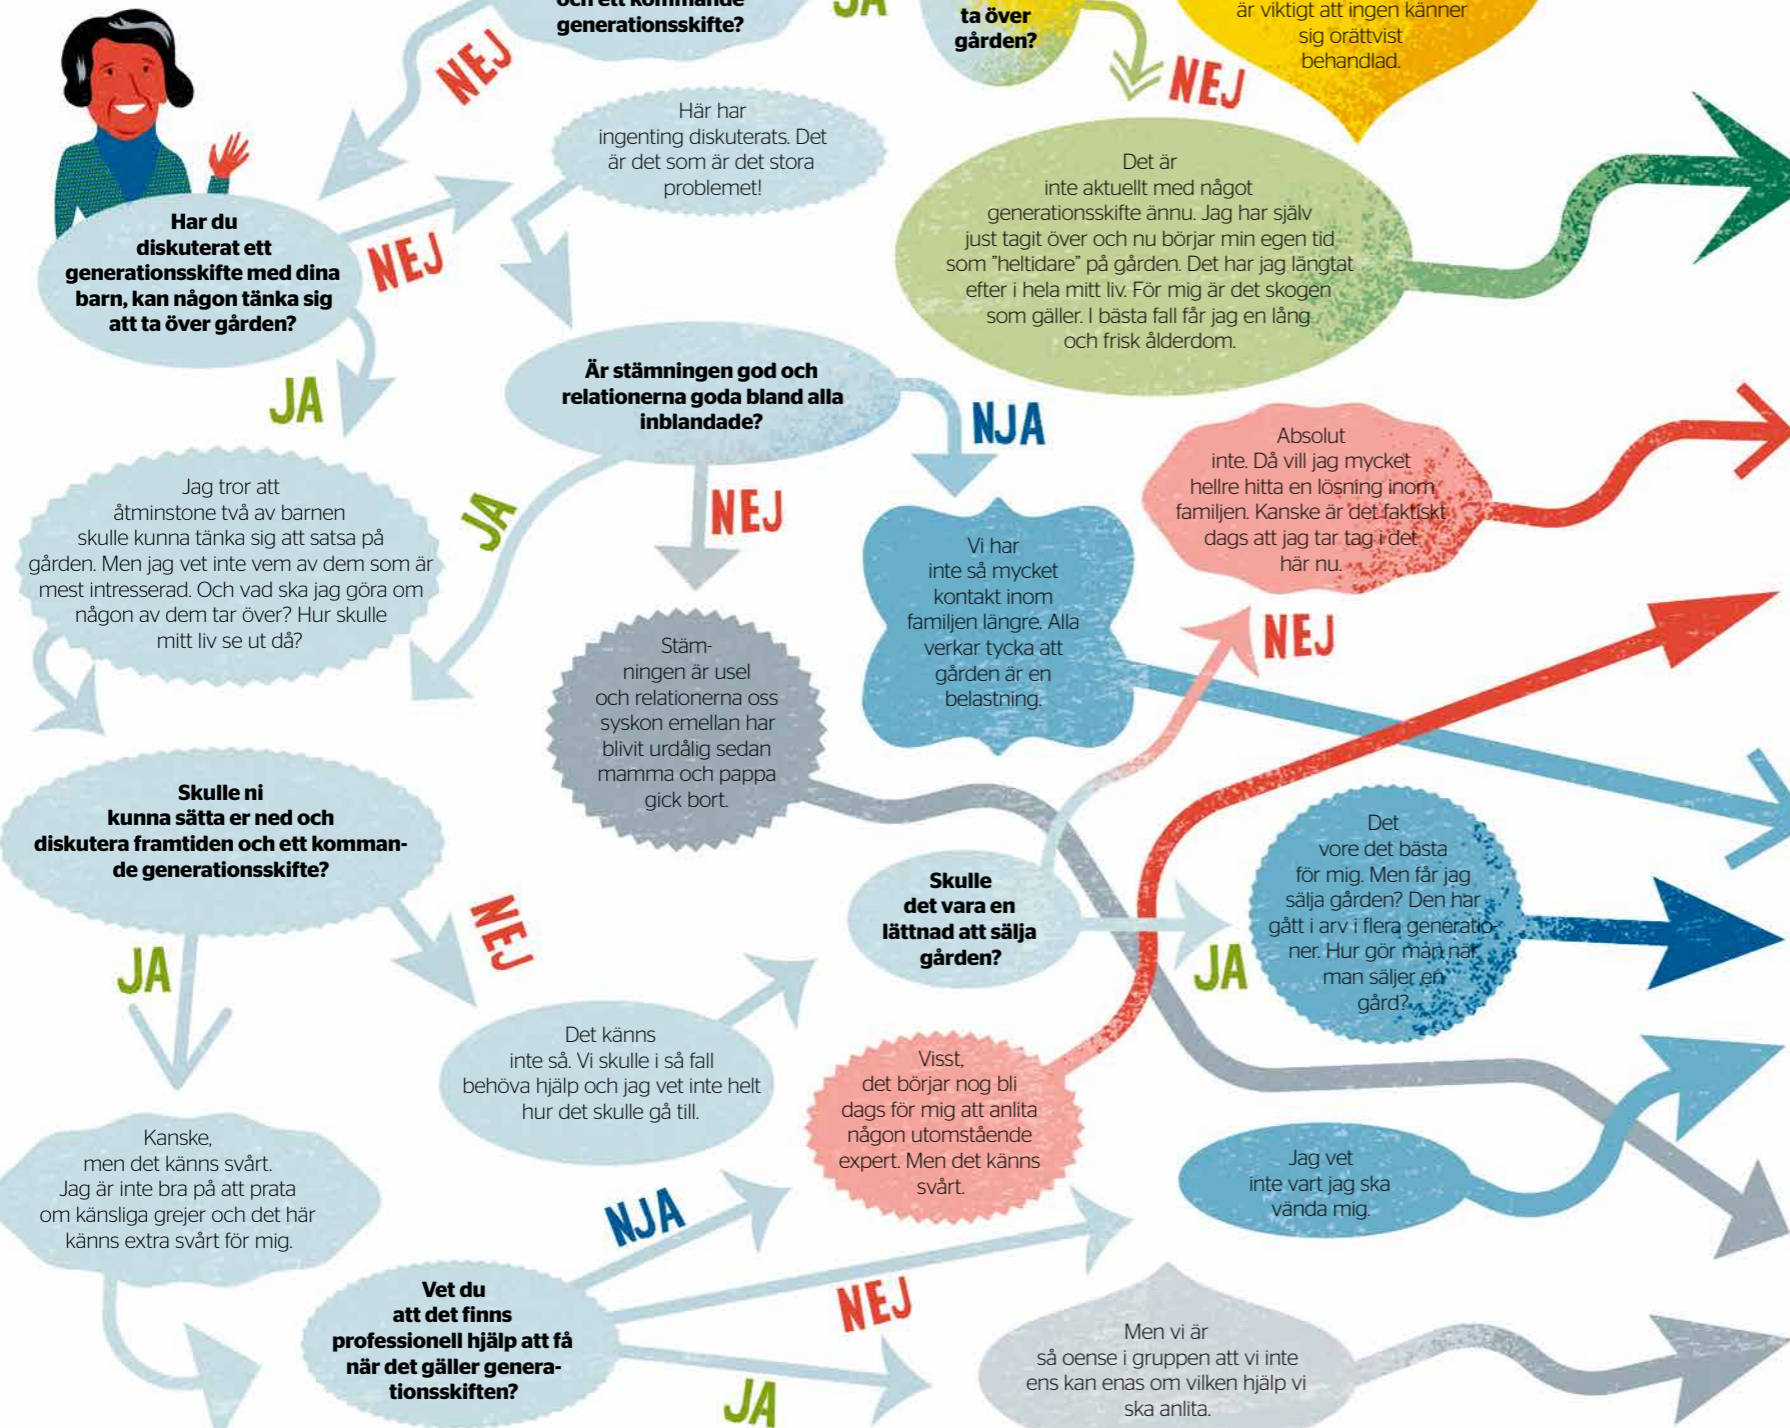 och ett kommande
generationsskifte?
JA
ta över
gården?
är viktigt att ingen känner
sig orättvist
behandlad.
NEJ
NEJ
Här har
ingenting diskuterats. Det
är det som är det stora
problemet!
Det är
inte aktuellt med något
generationsskifte ännu. Jag har själv
just tagit över och nu börjar min egen tid
som ”heltidare” på gården. Det har jag längtat
efter i hela mitt liv. För mig är det skogen
som gäller. I bästa fall får jag en lång
och frisk ålderdom.
Har du
diskuterat ett
generationsskifte med dina
barn, kan någon tänka sig
att ta över gården?
NEJ
JA
Är stämningen god och
relationerna goda bland alla
inblandade?
NJA
NEJ
JA
Absolut
inte. Då vill jag mycket
hellre hitta en lösning inom
familjen. Kanske är det faktiskt
dags att jag tar tag i det
här nu.
Jag tror att
åtminstone två av barnen
skulle kunna tänka sig att satsa på
gården. Men jag vet inte vem av dem som är
mest intresserad. Och vad ska jag göra om
någon av dem tar över? Hur skulle
mitt liv se ut då?
Vi har
inte så mycket
kontakt inom
familjen längre. Alla
verkar tycka att
gården är en
belastning.
NEJ
Stäm-
ningen är usel
och relationerna oss
syskon emellan har
blivit urdålig sedan
mamma och pappa
gick bort.
Skulle ni
kunna sätta er ned och
diskutera framtiden och ett komman-
de generationsskifte?
NEJ
JA
Skulle
det vara en
lättnad att sälja
gården?
JA
Det
vore det bästa
för mig. Men får jag
sälja gården? Den har
gått i arv i flera generatio-
ner. Hur gör man när
man säljer en
gård?
Det känns
inte så. Vi skulle i så fall
behöva hjälp och jag vet inte helt
hur det skulle gå till.
Visst,
det börjar nog bli
dags för mig att anlita
någon utomstående
expert. Men det känns
svårt.
Kanske,
men det känns svårt.
Jag är inte bra på att prata
om känsliga grejer och det här
känns extra svårt för mig.
Jag vet
inte vart jag ska
vända mig.
NJA
Vet du
att det finns
professionell hjälp att få
när det gäller genera-
tionsskiften?
NEJ
JA
Men vi är
så oense i gruppen att vi inte
ens kan enas om vilken hjälp vi
ska anlita.